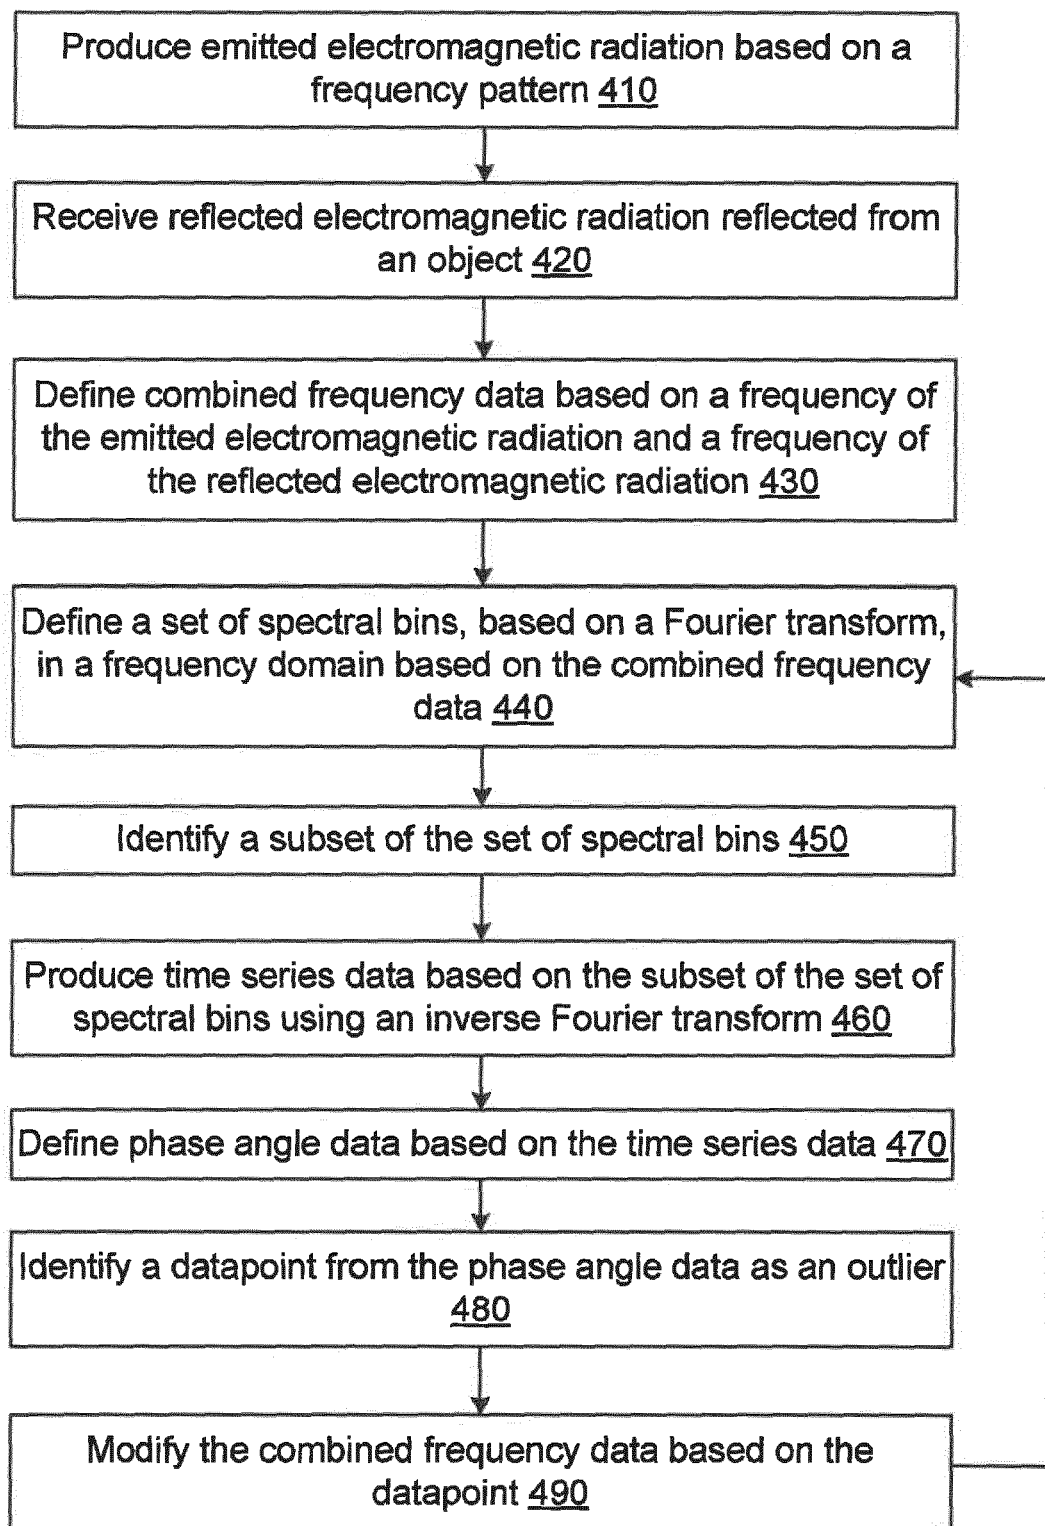 Produce emitted electromagnetic radiation based on a
frequency pattern 410
Receive reflected electromagnetic radiation reflected from
an object 420
Define combined frequency data based on a frequency of
the emitted electromagnetic radiation and a frequency of
the reflected electromagnetic radiation 430
Define a set of spectral bins, based on a Fourier transform,
in a frequency domain based on the combined frequency
data 440
Identify a subset of the set of spectral bins 450
Produce time series data based on the subset of the set of
spectral bins using an inverse Fourier transform 460
Define phase angle data based on the time series data 470
Identify a datapoint from the phase angle data as an outlier
480
Modify the combined frequency data based on the
datapoint 490